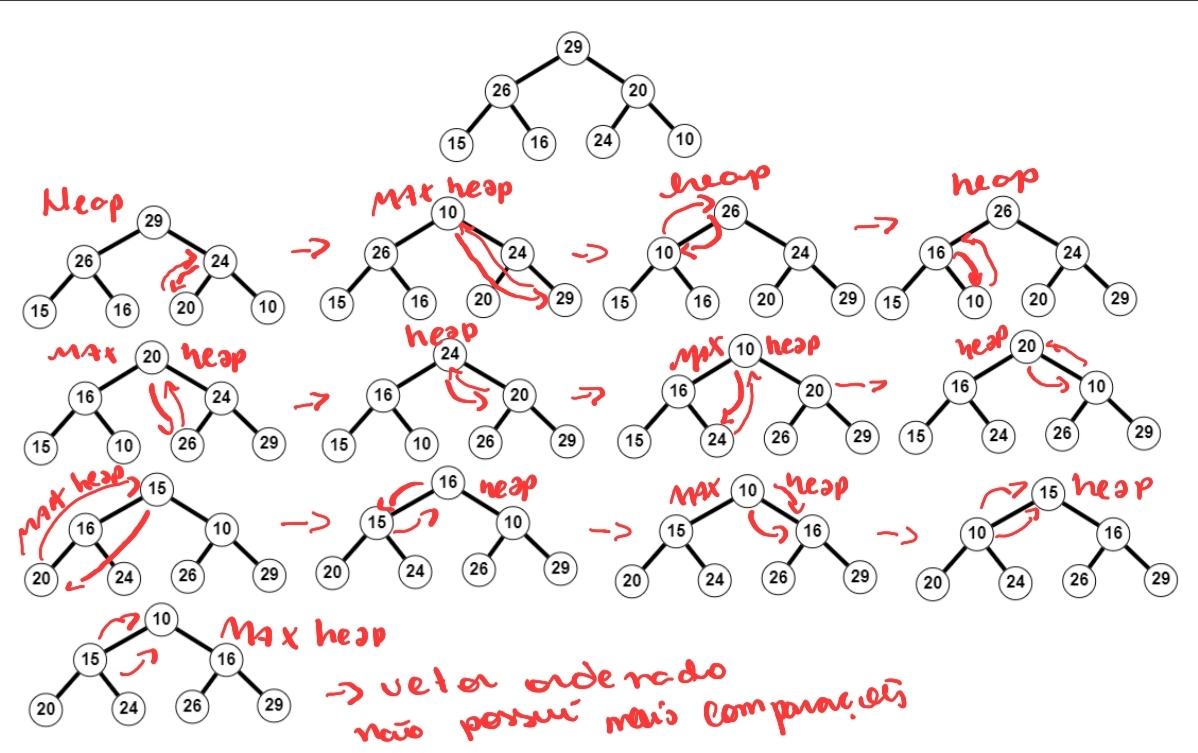 29
26 20
15 16 24 10
Heap MAX heap heap heap
29 10 26 26
26 24 26 24 10 24 16 24
15 16 20 10 15 16 20 29 15 16 20 29 15 10 20 29
MAX heap heap MAX heap heap
20 24 10 20
16 24 16 20 16 20 16 10
15 10 26 29 15 10 26 29 15 24 26 29 15 24 26 29
MAX heap heap MAX heap heap
15 16 10 15
16 10 15 10 15 16 10 16
20 24 26 29 20 24 26 29 20 24 26 29 20 24 26 29
10 MAX heap
15 16
20 24 26 29
→ vetor ordenado
não possui mais comparações